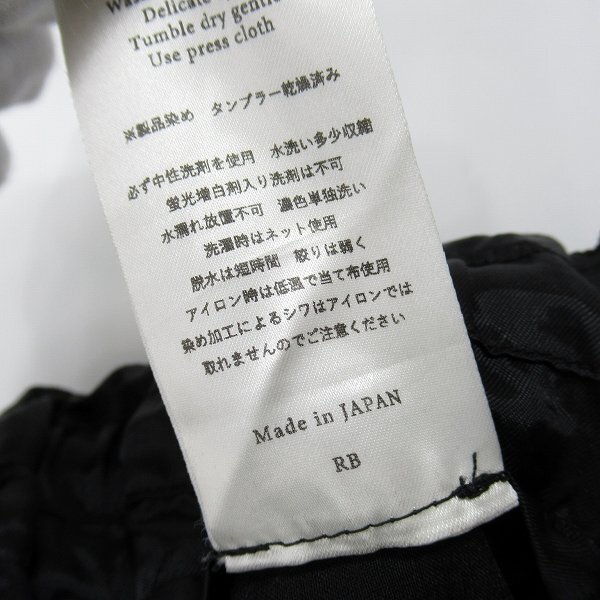 Delicate
Tumble dry gentle
Use press cloth
※製品染め タンブラー乾燥済み
必ず中性洗剤を使用 水洗い多少収縮
蛍光増白剤入り洗剤は不可
水濡れ放置不可 濃色単独洗い
洗濯時はネット使用
脱水は短時間 絞りは弱く
アイロン時は低温で当て布使用
染め加工によるシワはアイロンでは
取れませんのでご注意ください
Made in JAPAN
RB